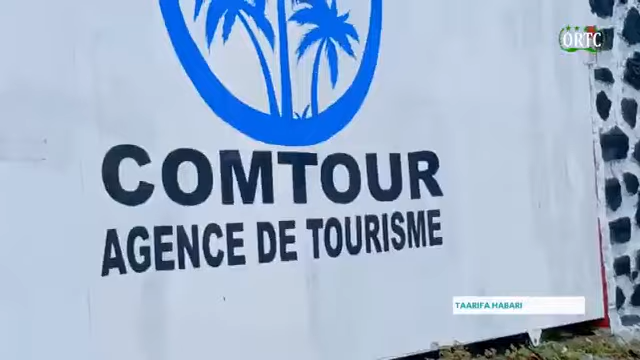 ORTC
COMTOUR
AGENCE DE TOURISME
TAARIFA HABARI